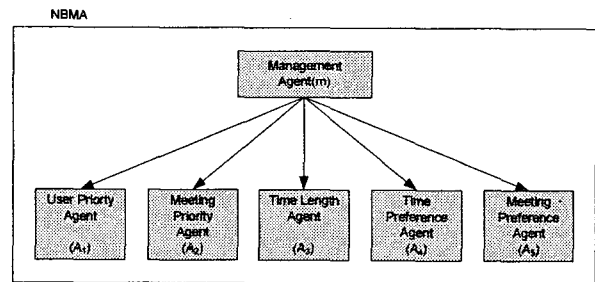 NBMA
Management
Agent(m)
User Priorty
Agent
(A₁)
Meeting
Priority
Agent
(A₂)
Time Length
Agent
(A₃)
Time
Preference
Agent
(A₄)
Meeting
Preference
Agent
(A₅)